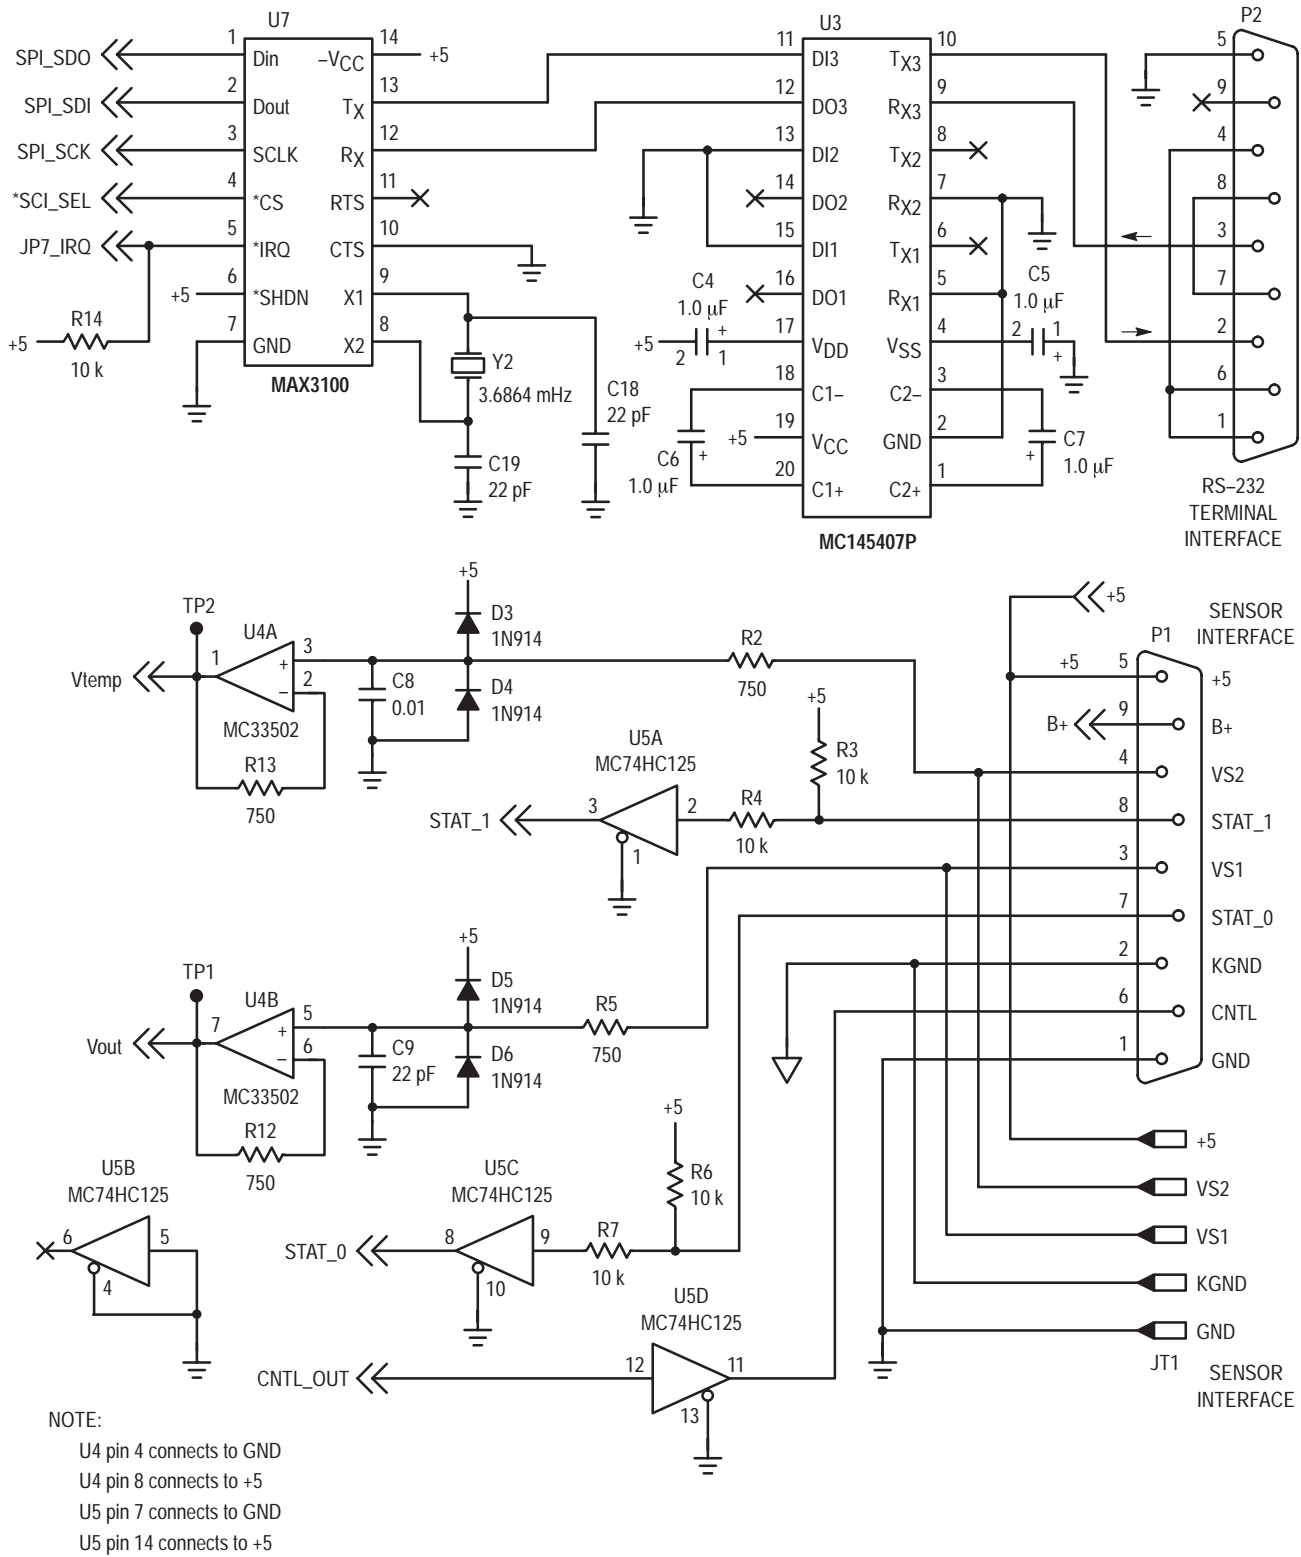 U7
1
14
SPI_SDO
Din
–VCC
+5
2
13
SPI_SDI
Dout
TX
3
12
SPI_SCK
SCLK
RX
4
11
*SCI_SEL
*CS
RTS
5
10
JP7_IRQ
*IRQ
CTS
6
9
+5
*SHDN
X1
7
8
GND
X2
R14
+5
10 k
MAX3100
Y2
3.6864 mHz
C18
22 pF
C19
22 pF
U3
11
10
DI3
TX3
12
9
DO3
RX3
13
8
DI2
TX2
14
7
DO2
RX2
15
6
DI1
TX1
16
5
DO1
RX1
17
4
VDD
VSS
18
3
C1–
C2–
19
2
+5
VCC
GND
20
1
C1+
C2+
MC145407P
C4
1.0 µF
+
+5
2
1
C5
1.0 µF
2
1
+
C6
+
1.0 µF
C7
+
1.0 µF
P2
5
9
4
8
3
7
2
6
1
RS–232
TERMINAL
INTERFACE
+5
TP2
D3
1N914
U4A
1
3
+
2
–
Vtemp
MC33502
C8
0.01
D4
1N914
R13
750
R2
750
+5
R3
10 k
U5A
MC74HC125
STAT_1
3
2
1
R4
10 k
+5
SENSOR
INTERFACE
P1
+5
5
+5
B+
9
B+
4
VS2
8
STAT_1
3
VS1
7
STAT_0
2
KGND
6
CNTL
1
GND
+5
TP1
D5
1N914
U4B
7
5
+
6
–
Vout
MC33502
C9
22 pF
D6
1N914
R12
750
R5
750
+5
R6
10 k
U5B
MC74HC125
6
5
4
U5C
MC74HC125
STAT_0
8
9
10
R7
10 k
U5D
MC74HC125
CNTL_OUT
12
11
13
+5
VS2
VS1
KGND
GND
JT1
SENSOR
INTERFACE
NOTE:
U4 pin 4 connects to GND
U4 pin 8 connects to +5
U5 pin 7 connects to GND
U5 pin 14 connects to +5